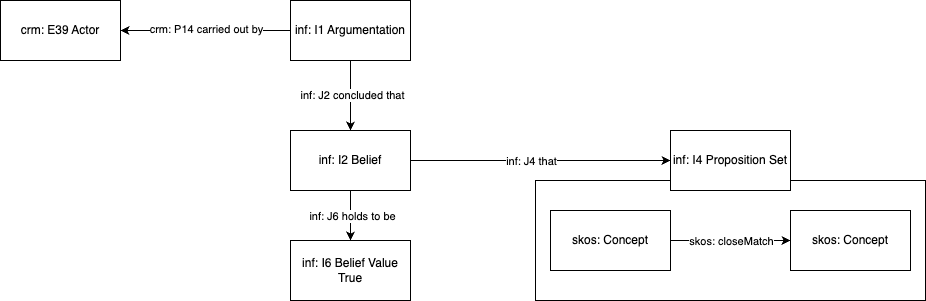 crm: E39 Actor
crm: P14 carried out by
inf: I1 Argumentation
inf: J2 concluded that
inf: I2 Belief
inf: J4 that
inf: I4 Proposition Set
inf: J6 holds to be
inf: I6 Belief Value
True
skos: Concept
skos: closeMatch
skos: Concept